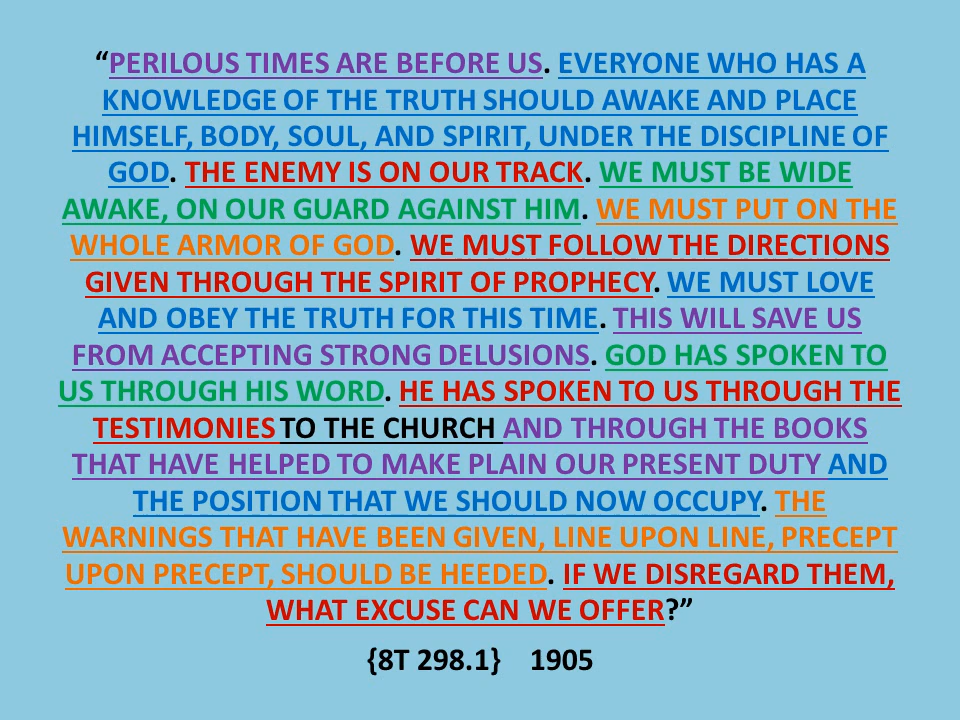 “PERILOUS TIMES ARE BEFORE US. EVERYONE WHO HAS A
KNOWLEDGE OF THE TRUTH SHOULD AWAKE AND PLACE
HIMSELF, BODY, SOUL, AND SPIRIT, UNDER THE DISCIPLINE OF
GOD. THE ENEMY IS ON OUR TRACK. WE MUST BE WIDE
AWAKE, ON OUR GUARD AGAINST HIM. WE MUST PUT ON THE
WHOLE ARMOR OF GOD. WE MUST FOLLOW THE DIRECTIONS
GIVEN THROUGH THE SPIRIT OF PROPHECY. WE MUST LOVE
AND OBEY THE TRUTH FOR THIS TIME. THIS WILL SAVE US
FROM ACCEPTING STRONG DELUSIONS. GOD HAS SPOKEN TO
US THROUGH HIS WORD. HE HAS SPOKEN TO US THROUGH THE
TESTIMONIES TO THE CHURCH AND THROUGH THE BOOKS
THAT HAVE HELPED TO MAKE PLAIN OUR PRESENT DUTY AND
THE POSITION THAT WE SHOULD NOW OCCUPY. THE
WARNINGS THAT HAVE BEEN GIVEN, LINE UPON LINE, PRECEPT
UPON PRECEPT, SHOULD BE HEEDED. IF WE DISREGARD THEM,
WHAT EXCUSE CAN WE OFFER?”
{8T 298.1} 1905